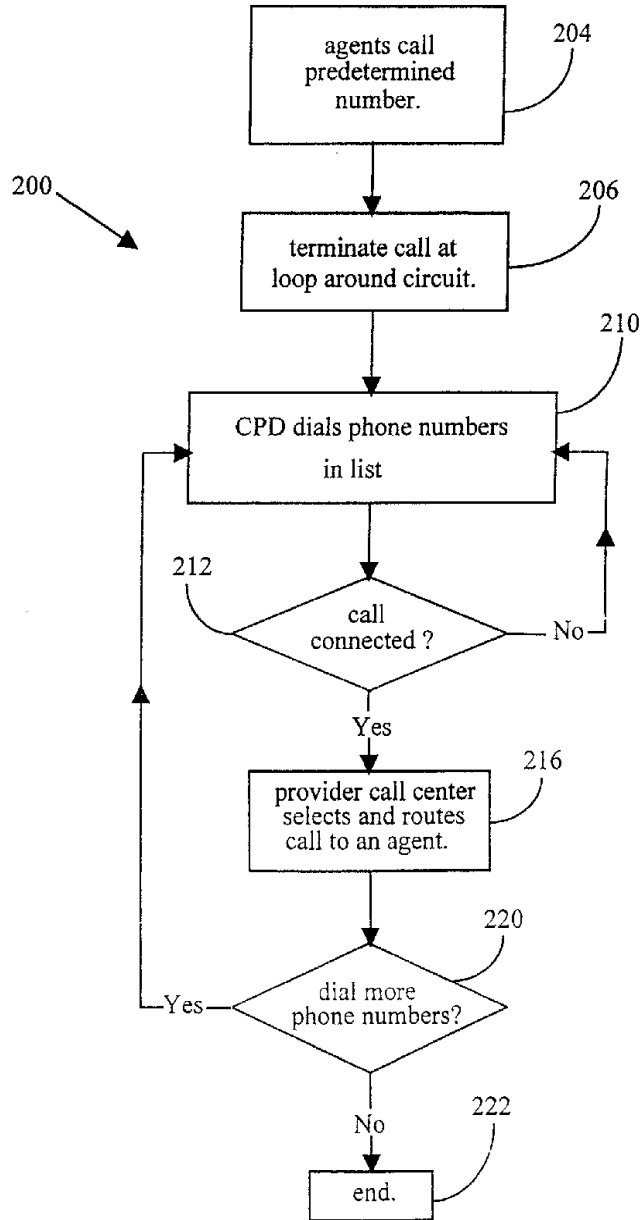 agents call
predetermined
number.
204
200
206
terminate call at
loop around circuit.
210
CPD dials phone numbers
in list
212
call
connected ?
No
Yes
216
provider call center
selects and routes
call to an agent.
220
dial more
phone numbers?
Yes
No
222
end.